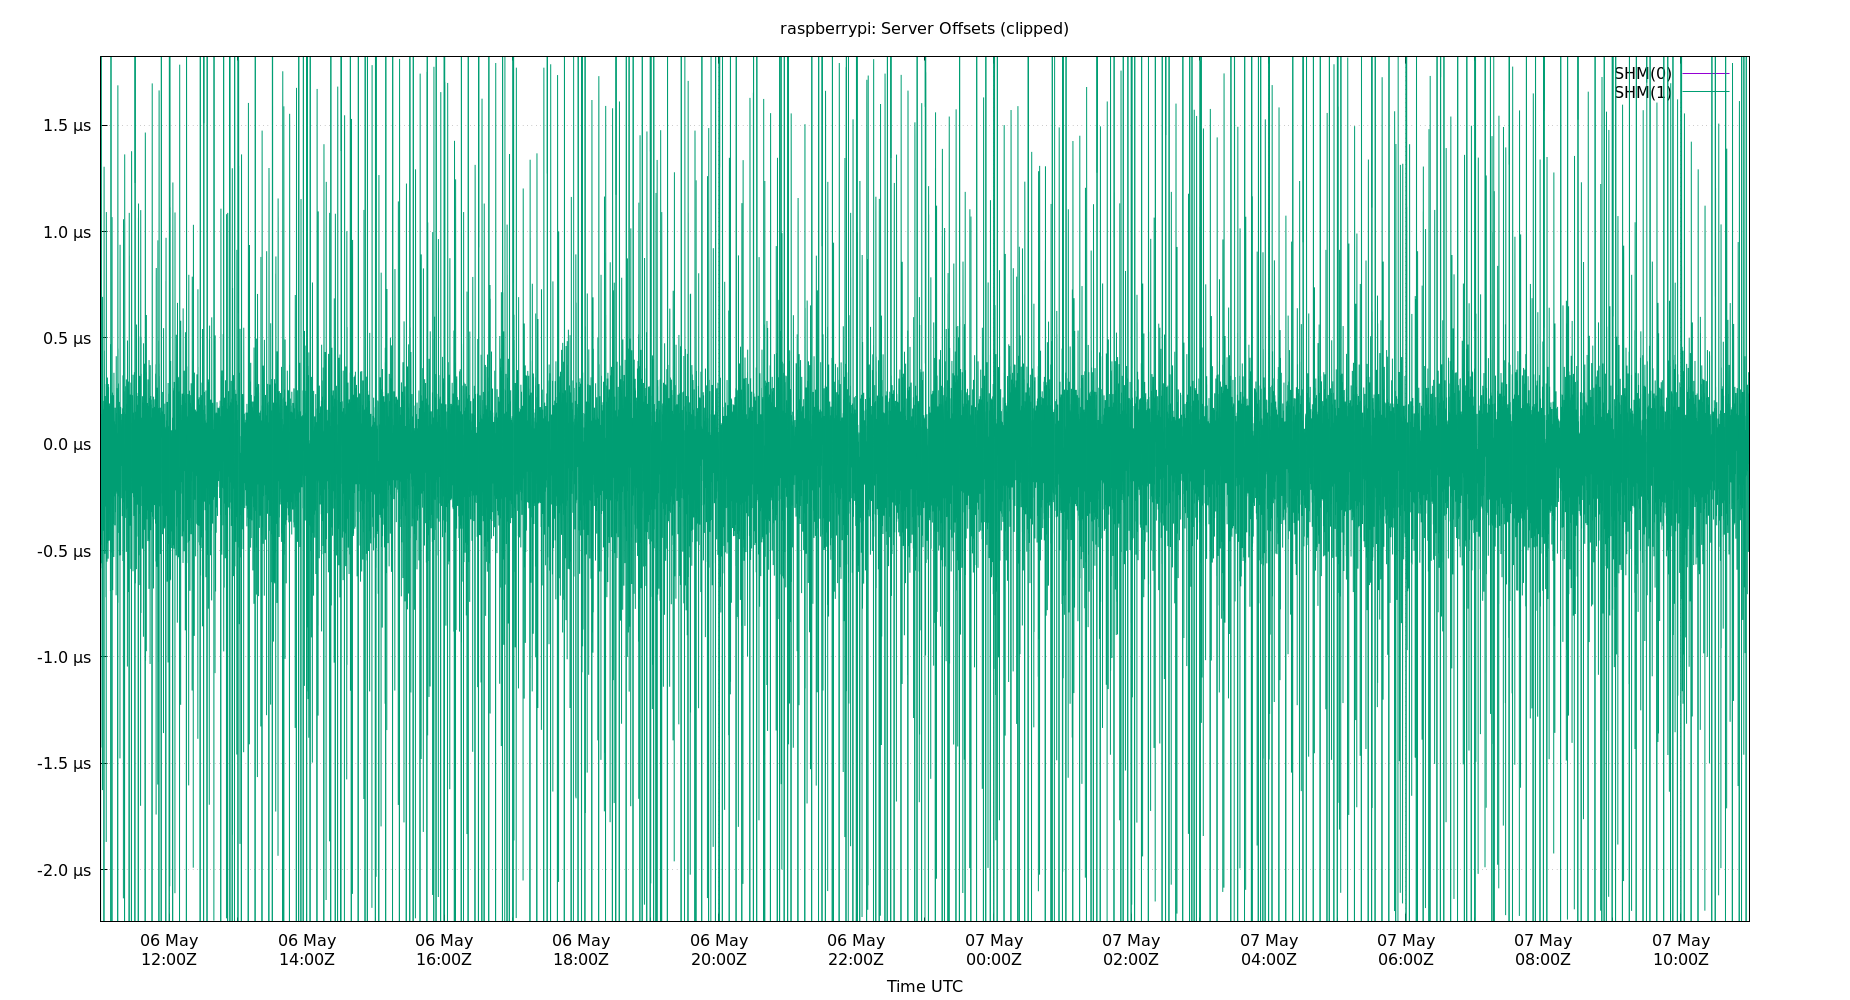 raspberrypi: Server Offsets (clipped)
SHM(0)
SHM(1)
1.5 µs
1.0 µs
0.5 µs
0.0 µs
-0.5 µs
-1.0 µs
-1.5 µs
-2.0 µs
06 May 06 May 06 May 06 May 06 May 06 May 07 May 07 May 07 May 07 May 07 May 07 May
12:00Z 14:00Z 16:00Z 18:00Z 20:00Z 22:00Z 00:00Z 02:00Z 04:00Z 06:00Z 08:00Z 10:00Z
Time UTC